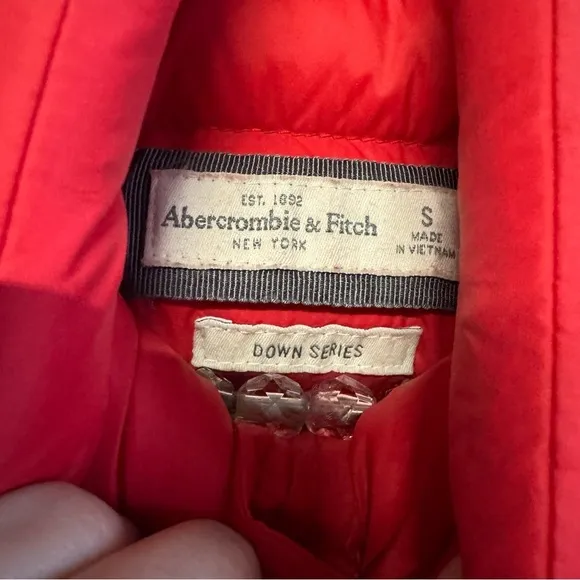 EST. 1892
Abercrombie & Fitch
NEW YORK
S
MADE
IN VIETNAM
DOWN SERIES